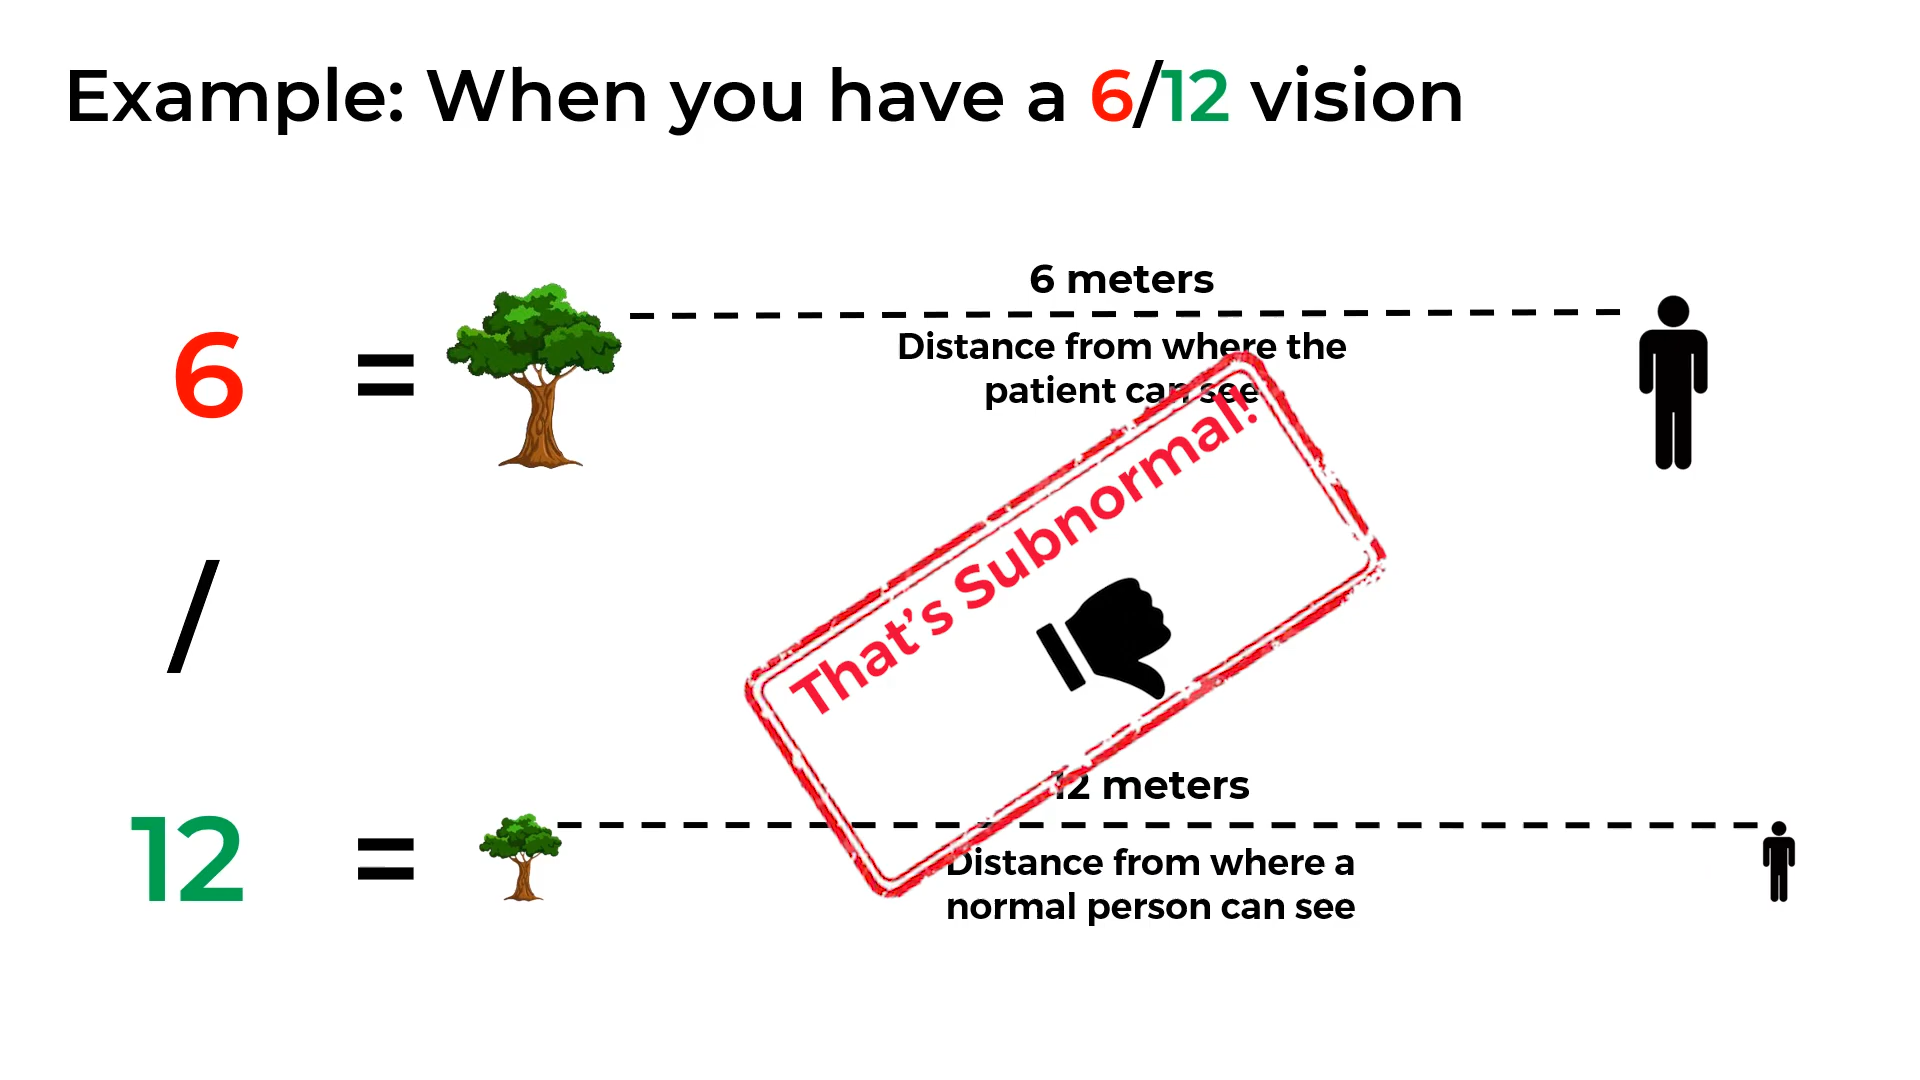 Example: When you have a 6/12 vision
6 meters
6
=
Distance from where the
patient can see
That's Subnormal!
/
12 meters
12
=
Distance from where a
normal person can see